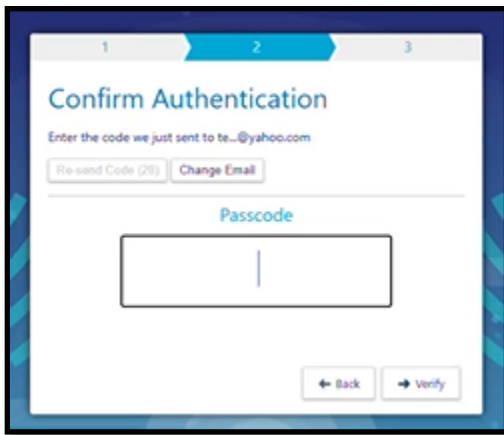 1 2 3
Confirm Authentication
Enter the code we just sent to te...@yahoo.com
Re-send Code (28) Change Email
Passcode
← Back → Verify